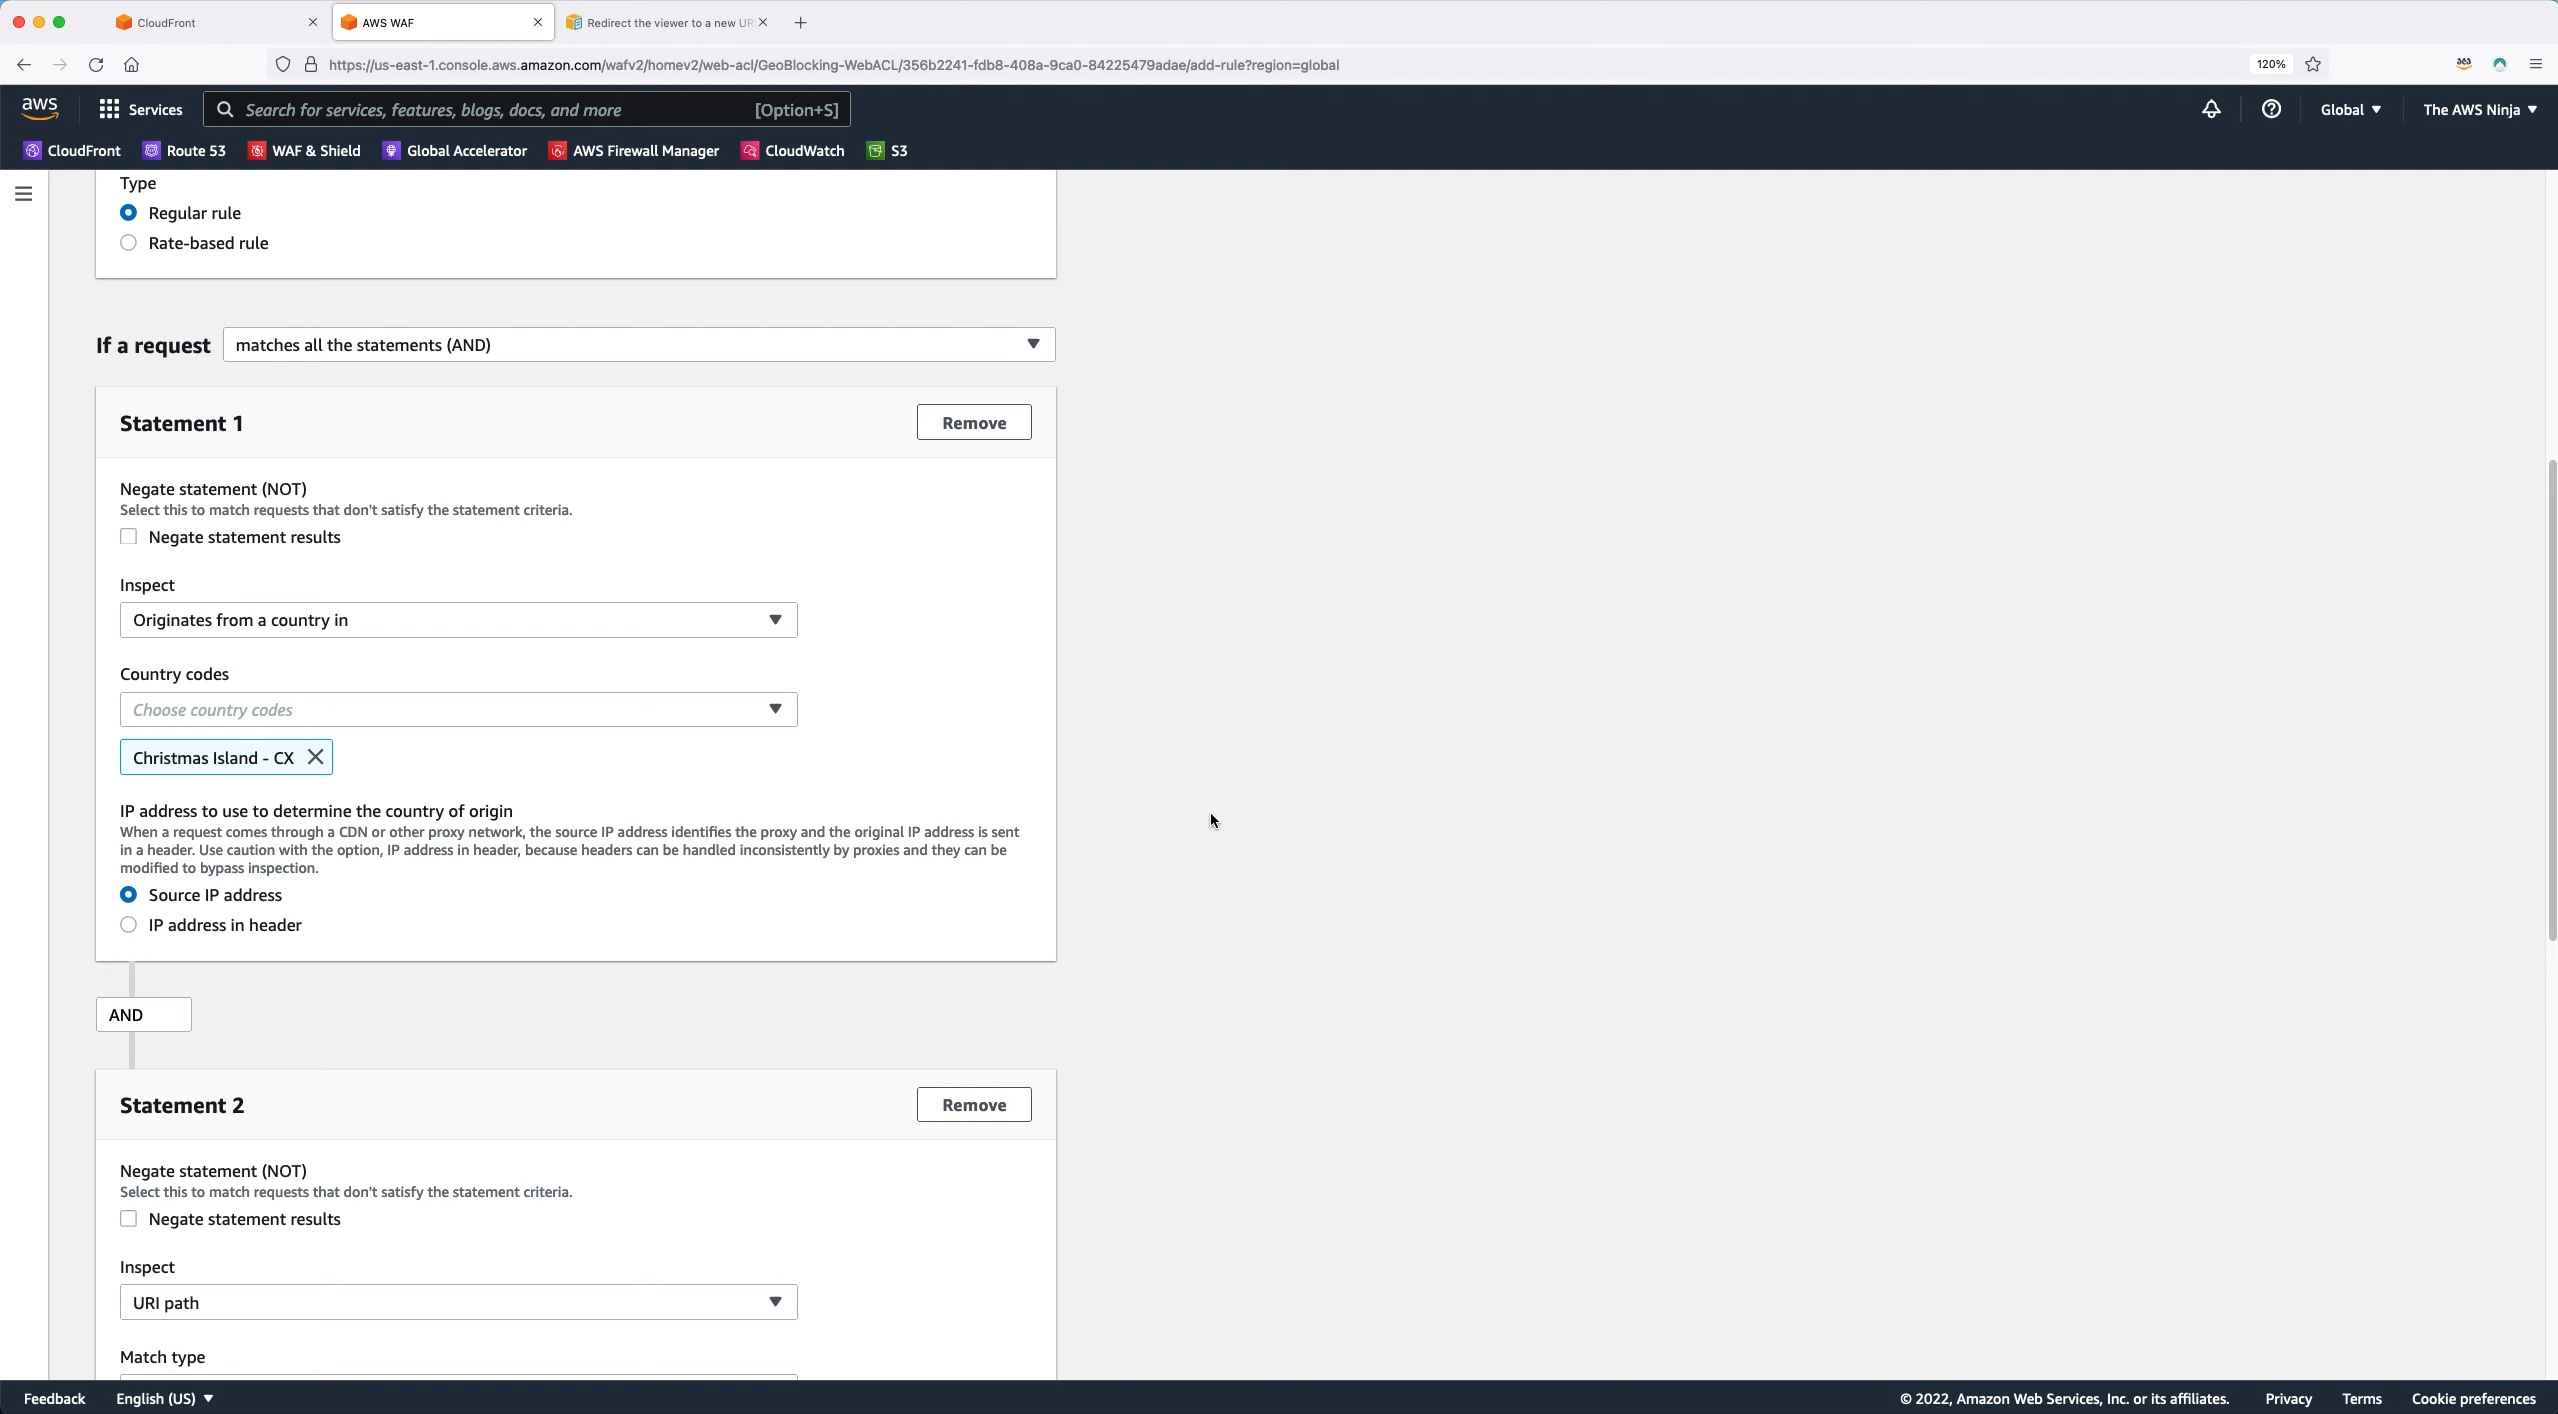 CloudFront
AWS WAF
Redirect the viewer to a new UR
https://us-east-1.console.aws.amazon.com/wafv2/homev2/web-acl/GeoBlocking-WebACL/356b2241-fdb8-408a-9ca0-84225479adae/add-rule?region=global
120%
aws
Services
Search for services, features, blogs, docs, and more
[Option+S]
Global
The AWS Ninja
CloudFront
Route 53
WAF & Shield
Global Accelerator
AWS Firewall Manager
CloudWatch
S3
Type
Regular rule
Rate-based rule
If a request
matches all the statements (AND)
Statement 1
Remove
Negate statement (NOT)
Select this to match requests that don't satisfy the statement criteria.
Negate statement results
Inspect
Originates from a country in
Country codes
Choose country codes
Christmas Island - CX
IP address to use to determine the country of origin
When a request comes through a CDN or other proxy network, the source IP address identifies the proxy and the original IP address is sent
in a header. Use caution with the option, IP address in header, because headers can be handled inconsistently by proxies and they can be
modified to bypass inspection.
Source IP address
IP address in header
AND
Statement 2
Remove
Negate statement (NOT)
Select this to match requests that don't satisfy the statement criteria.
Negate statement results
Inspect
URI path
Match type
Feedback
English (US)
© 2022, Amazon Web Services, Inc. or its affiliates.
Privacy
Terms
Cookie preferences